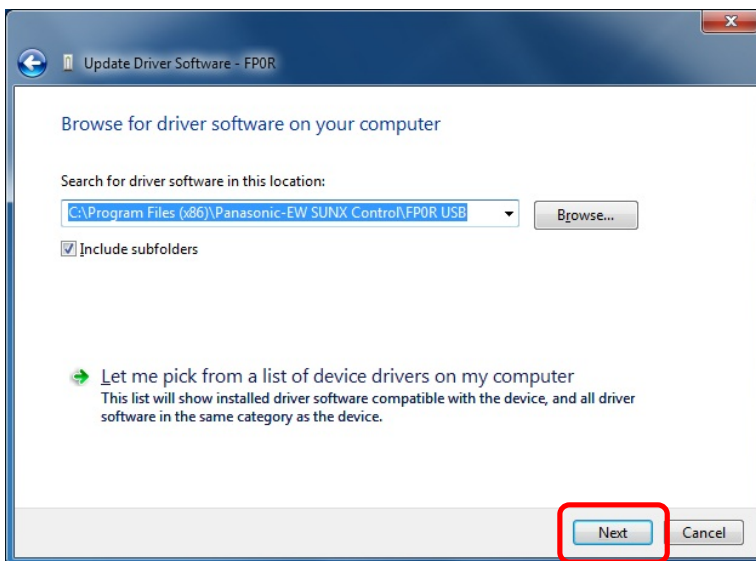 Update Driver Software - FP0R
Browse for driver software on your computer
Search for driver software in this location:
C:\Program Files (x86)\Panasonic-EW SUNX Control\FP0R USB
Browse...
Include subfolders
Let me pick from a list of device drivers on my computer
This list will show installed driver software compatible with the device, and all driver
software in the same category as the device.
Next
Cancel